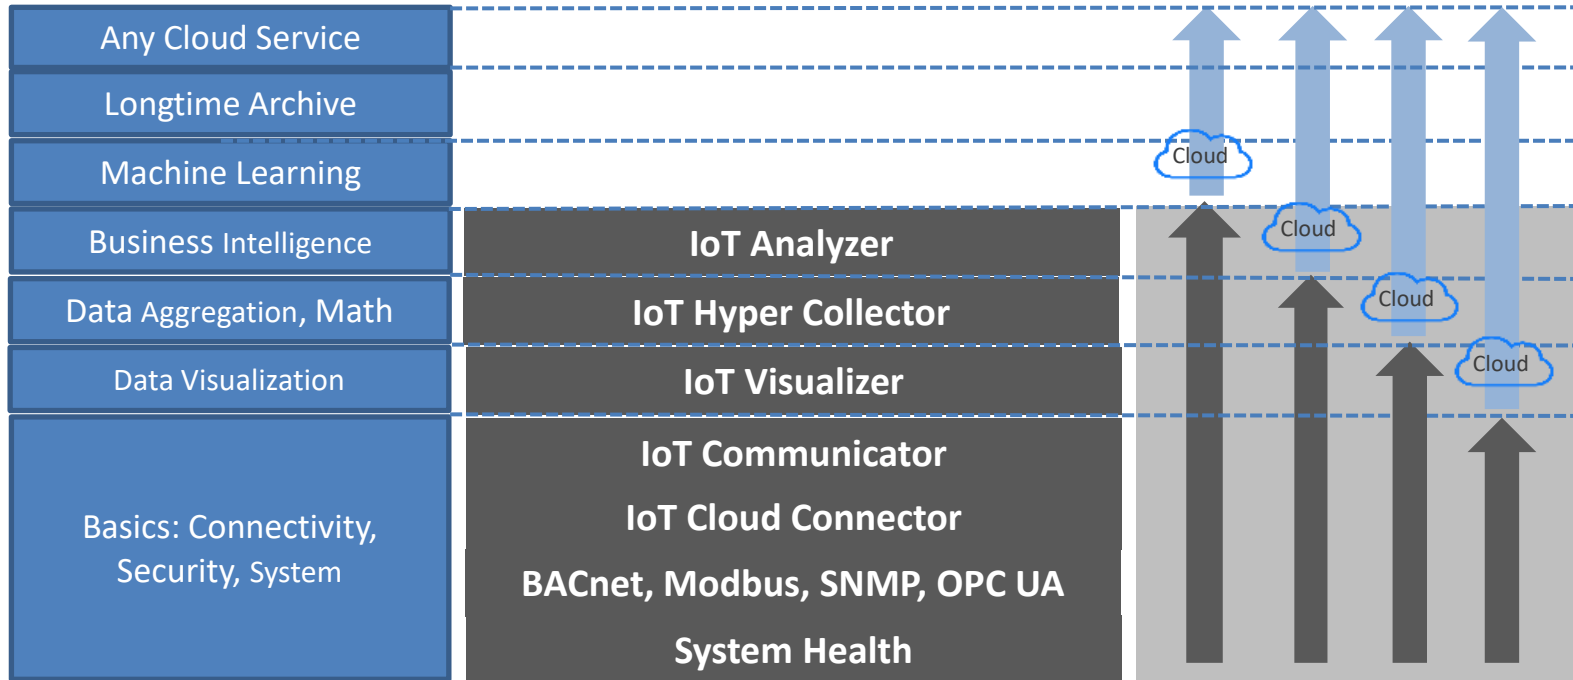 Any Cloud Service
Longtime Archive
Machine Learning
Cloud
Business Intelligence
IoT Analyzer
Cloud
Data Aggregation, Math
IoT Hyper Collector
Cloud
Data Visualization
IoT Visualizer
Cloud
Basics: Connectivity,
Security, System
IoT Communicator
IoT Cloud Connector
BACnet, Modbus, SNMP, OPC UA
System Health